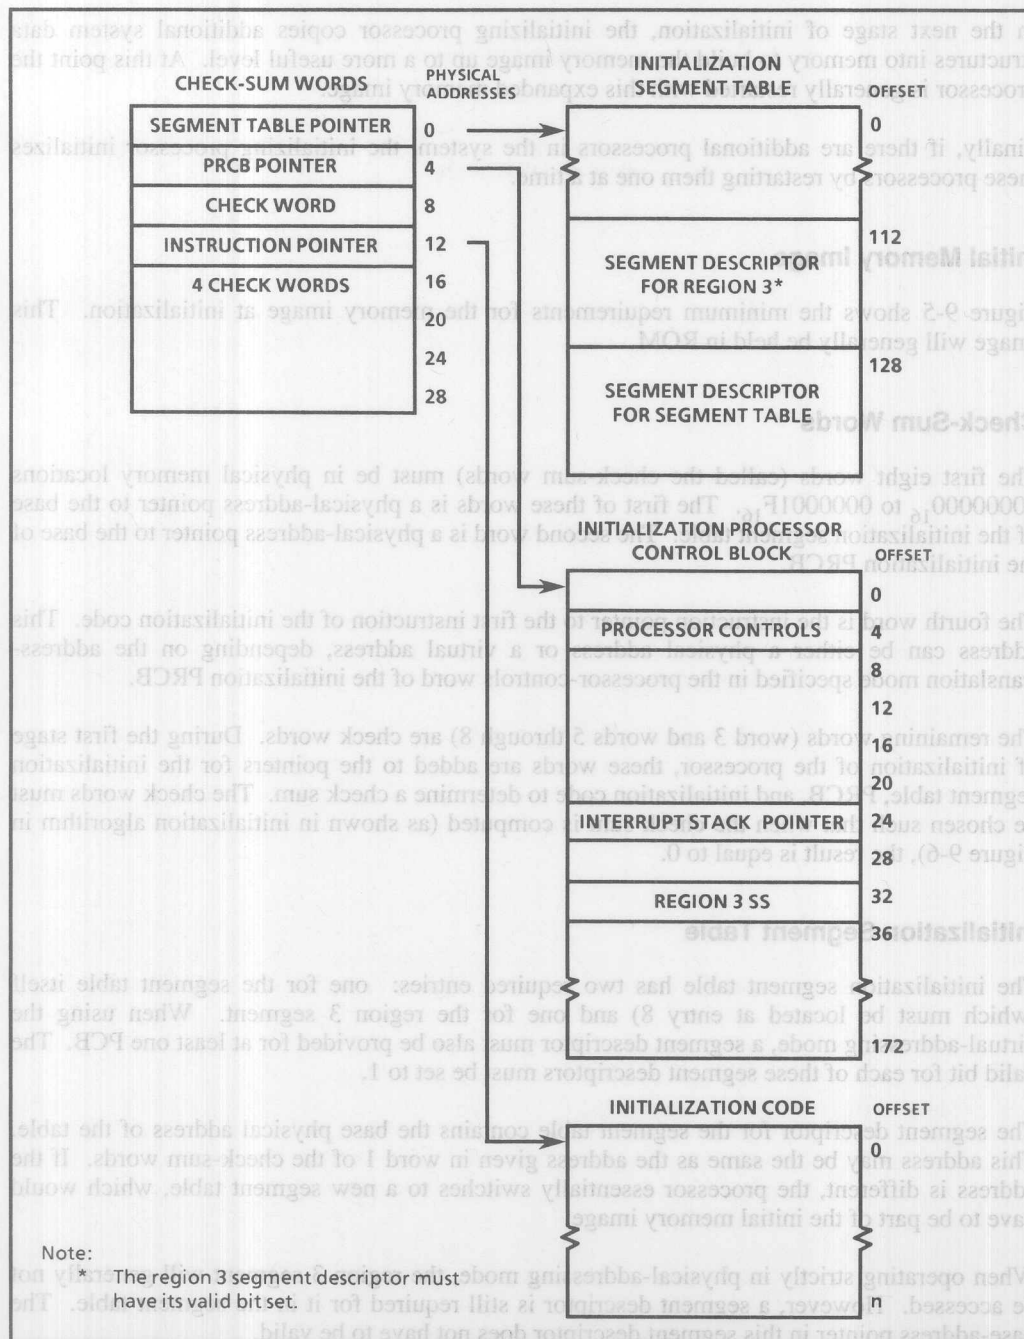 CHECK-SUM WORDS
PHYSICAL
ADDRESSES
SEGMENT TABLE POINTER 0
PRCB POINTER 4
CHECK WORD 8
INSTRUCTION POINTER 12
4 CHECK WORDS 16
20
24
28
INITIALIZATION
SEGMENT TABLE
OFFSET
0
112
SEGMENT DESCRIPTOR
FOR REGION 3*
128
SEGMENT DESCRIPTOR
FOR SEGMENT TABLE
INITIALIZATION PROCESSOR
CONTROL BLOCK
OFFSET
0
PROCESSOR CONTROLS 4
8
12
16
20
INTERRUPT STACK POINTER 24
28
REGION 3 SS 32
36
172
INITIALIZATION CODE
OFFSET
0
n
Note:
* The region 3 segment descriptor must
have its valid bit set.